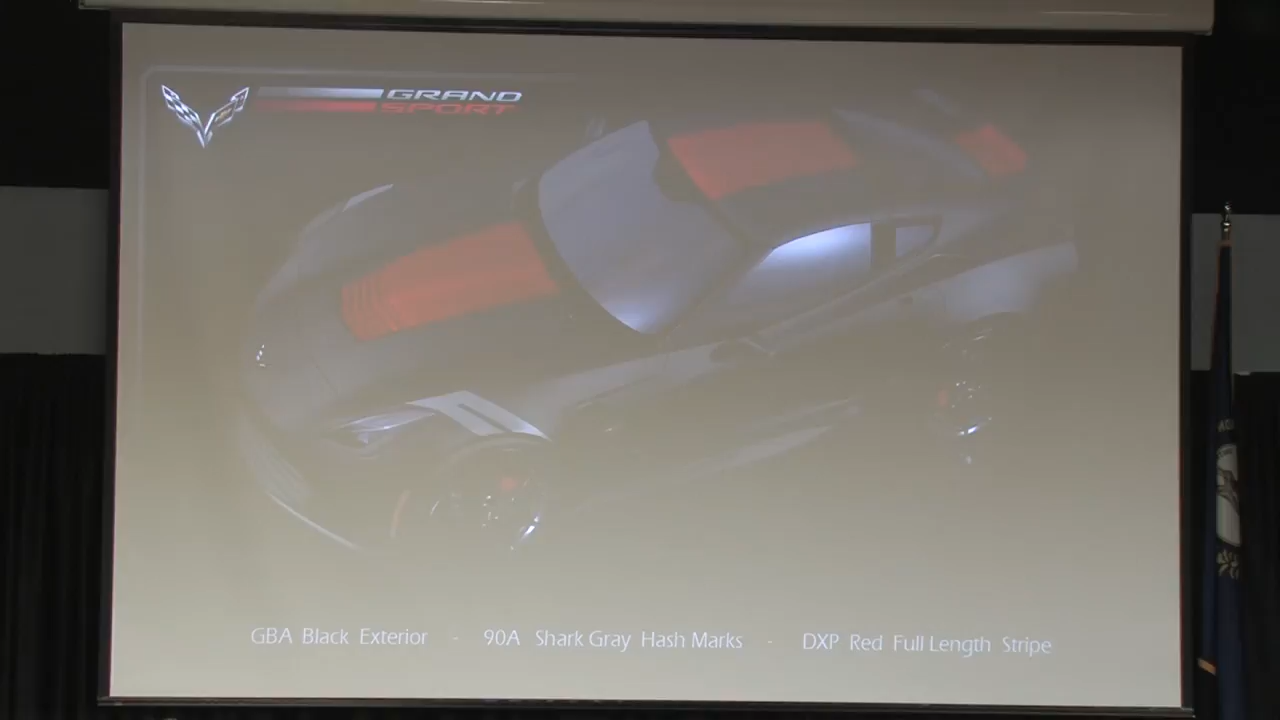 GRAND
SPORT
GBA Black Exterior - 90A Shark Gray Hash Marks - DXP Red Full Length Stripe